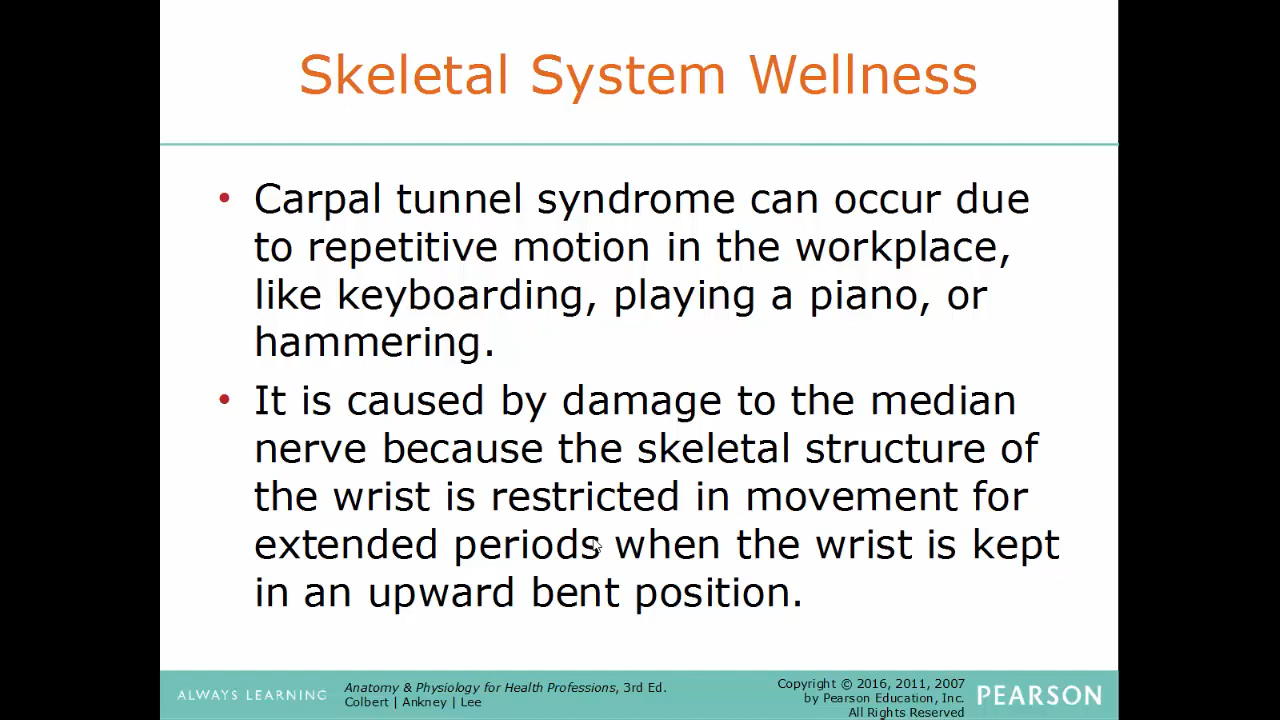 Skeletal System Wellness
• Carpal tunnel syndrome can occur due
to repetitive motion in the workplace,
like keyboarding, playing a piano, or
hammering.
• It is caused by damage to the median
nerve because the skeletal structure of
the wrist is restricted in movement for
extended periods when the wrist is kept
in an upward bent position.
ALWAYS LEARNING
Anatomy & Physiology for Health Professions, 3rd Ed.
Colbert | Ankney | Lee
Copyright © 2016, 2011, 2007
by Pearson Education, Inc.
All Rights Reserved
PEARSON